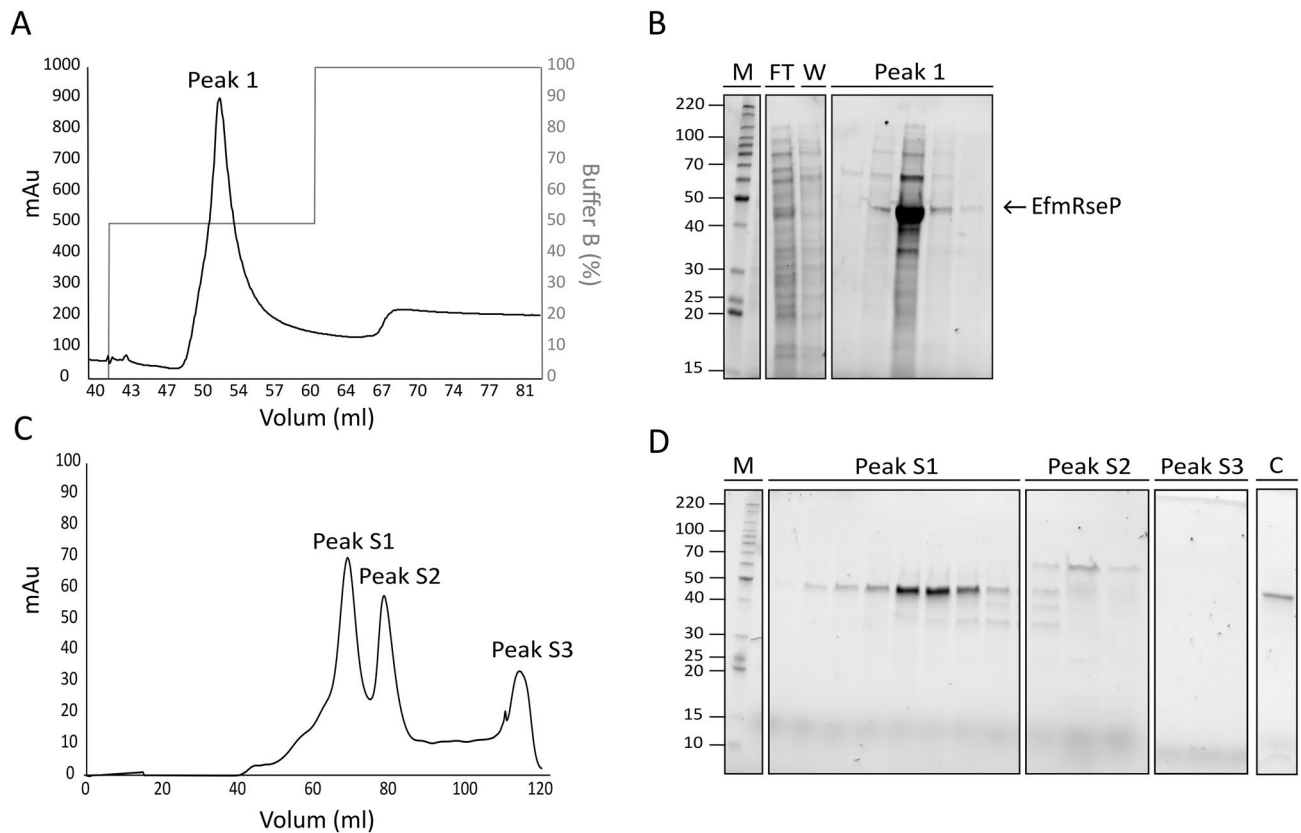 A
mAu
1000
900
800
700
600
500
400
300
200
100
0
Peak 1
100
90
80
70
60
50
40
30
20
10
0
Buffer B (%)
40 43 47 50 54 57 60 64 67 70 74 77 81
Volum (ml)
B
M FT W Peak 1
220
100
70
50
40
30
25
20
15
← EfmRseP
C
mAu
100
90
80
70
60
50
40
30
20
10
0
Peak S1
Peak S2
Peak S3
0 20 40 60 80 100 120
Volum (ml)
D
M Peak S1 Peak S2 Peak S3 C
220
100
70
50
40
30
25
20
15
10